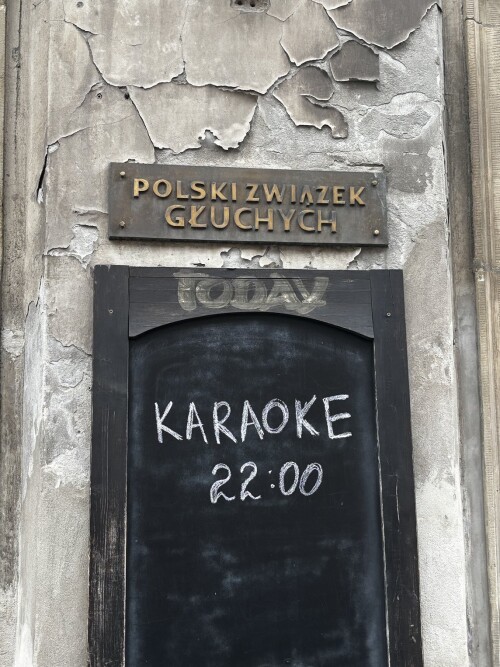 POLSKI ZWIĄZEK
GŁUCHYCH
TODAY
KARAOKE
22:00